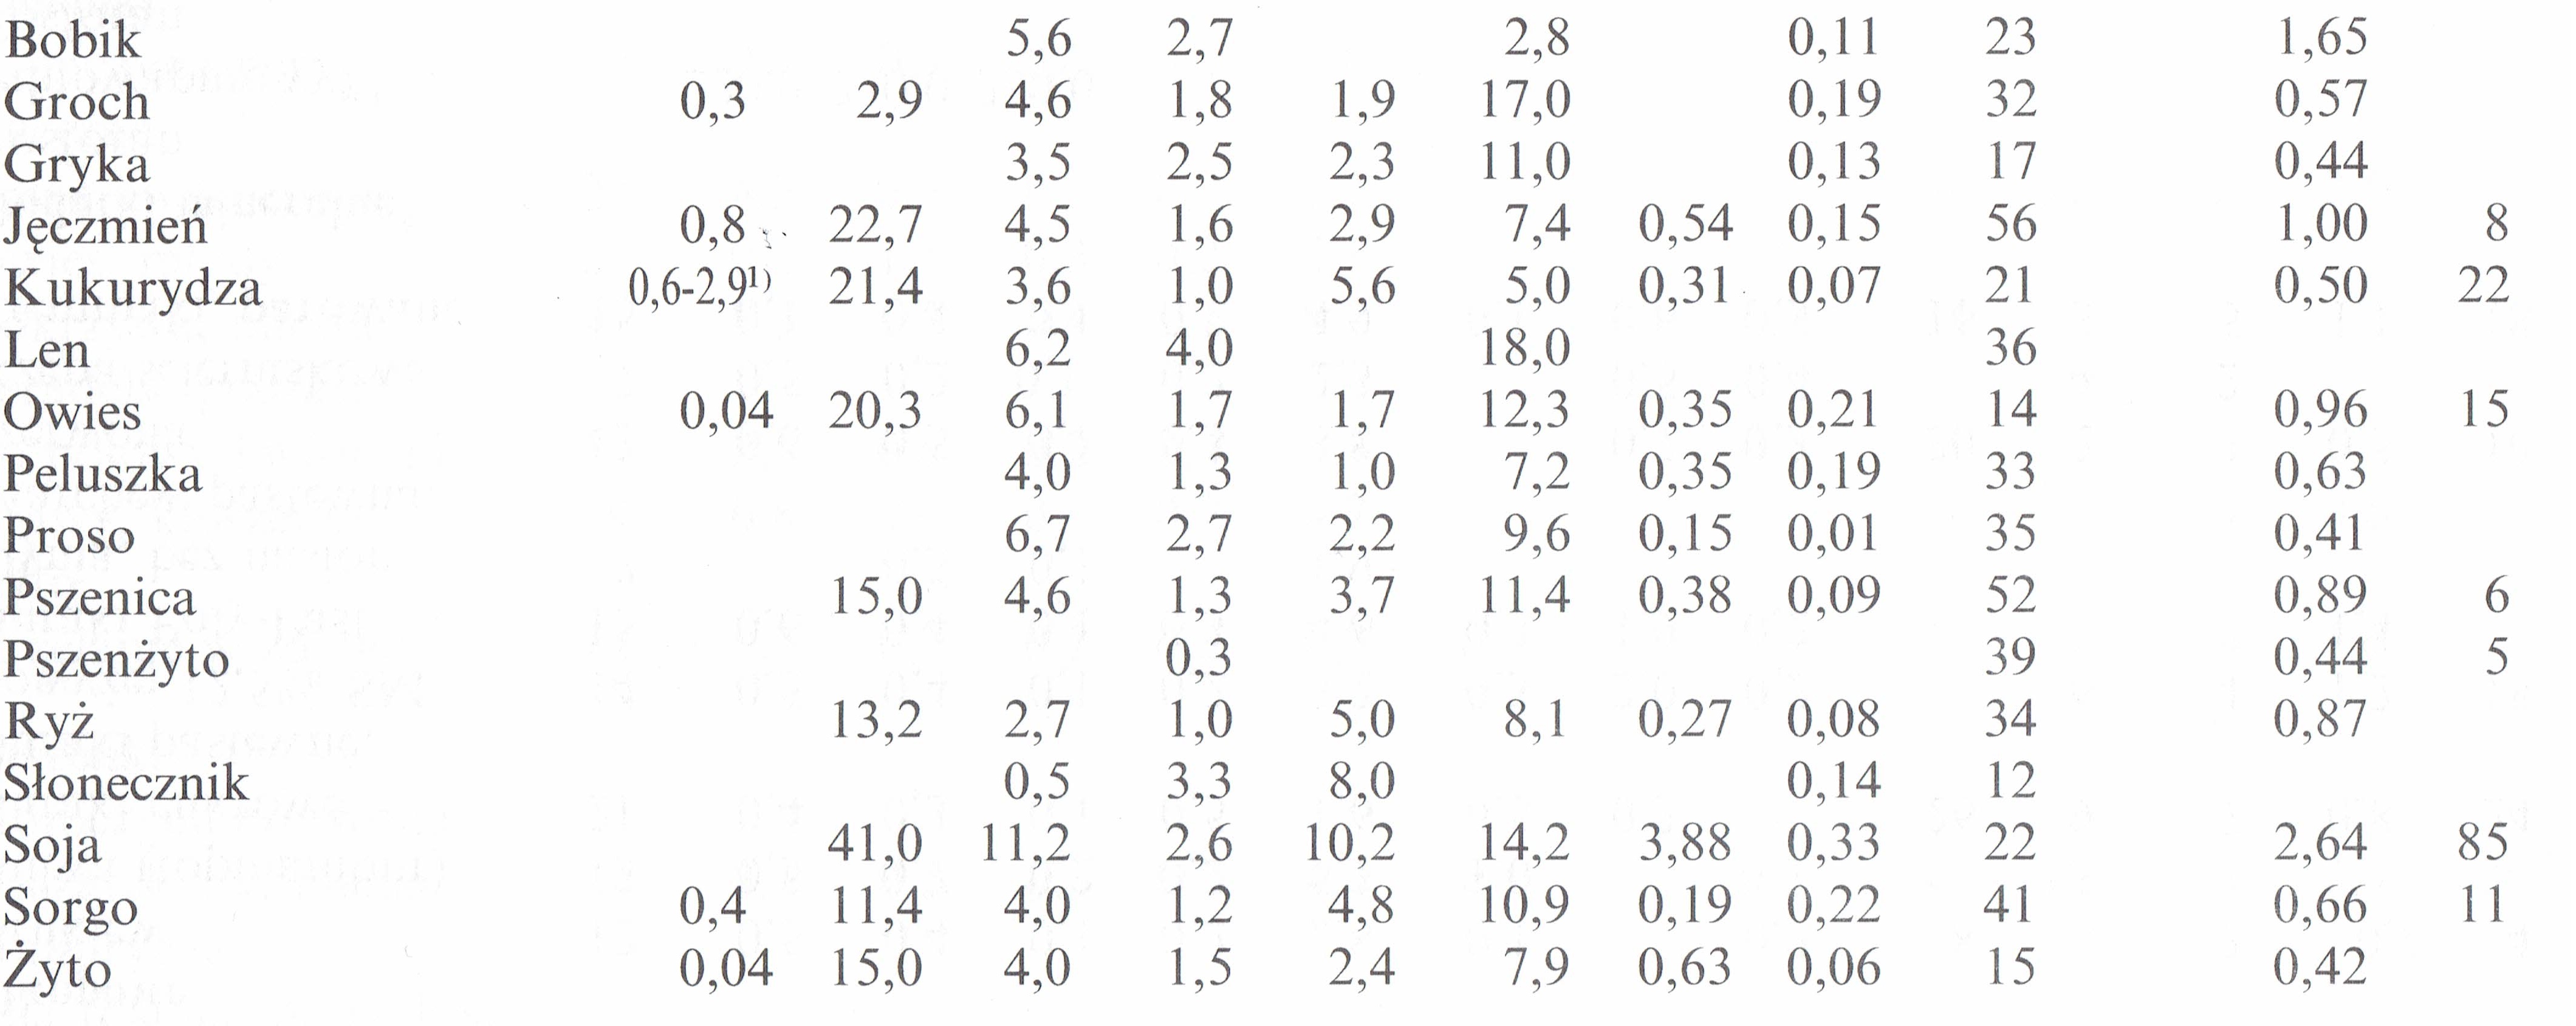 Bobik 5,6 2,7 2,8 0,11 23 1,65
Groch 0,3 2,9 4,6 1,8 1,9 17,0 0,19 32 0,57
Gryka 3,5 2,5 2,3 11,0 0,13 17 0,44
Jęczmień 0,8 22,7 4,5 1,6 2,9 7,4 0,54 0,15 56 1,00 8
Kukurydza 0,6-2,9¹⁾ 21,4 3,6 1,0 5,6 5,0 0,31 0,07 21 0,50 22
Len 6,2 4,0 18,0 36
Owies 0,04 20,3 6,1 1,7 1,7 12,3 0,35 0,21 14 0,96 15
Peluszka 4,0 1,3 1,0 7,2 0,35 0,19 33 0,63
Proso 6,7 2,7 2,2 9,6 0,15 0,01 35 0,41
Pszenica 15,0 4,6 1,3 3,7 11,4 0,38 0,09 52 0,89 6
Pszenżyto 0,3 39 0,44 5
Ryż 13,2 2,7 1,0 5,0 8,1 0,27 0,08 34 0,87
Słonecznik 0,5 3,3 8,0 0,14 12
Soja 41,0 11,2 2,6 10,2 14,2 3,88 0,33 22 2,64 85
Sorgo 0,4 11,4 4,0 1,2 4,8 10,9 0,19 0,22 41 0,66 11
Żyto 0,04 15,0 4,0 1,5 2,4 7,9 0,63 0,06 15 0,42